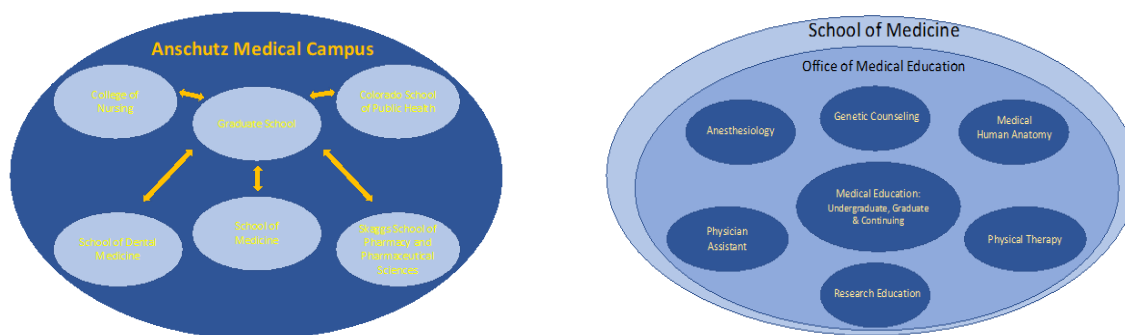 Anschutz Medical Campus
College of
Nursing
Colorado School
of Public Health
Graduate School
School of Dental
Medicine
School of
Medicine
Skaggs School of
Pharmacy and
Pharmaceutical
Sciences
School of Medicine
Office of Medical Education
Anesthesiology
Genetic Counseling
Medical
Human Anatomy
Medical Education:
Undergraduate, Graduate
& Continuing
Physician
Assistant
Physical Therapy
Research Education